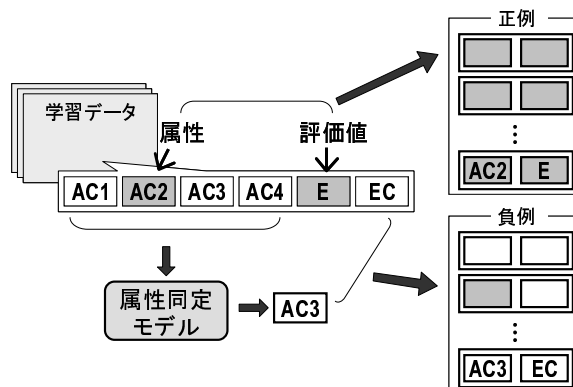 正例
学習データ
属性
評価値
⋮
AC2 E
AC1 AC2 AC3 AC4 E EC
負例
属性同定
モデル
AC3
⋮
AC3 EC